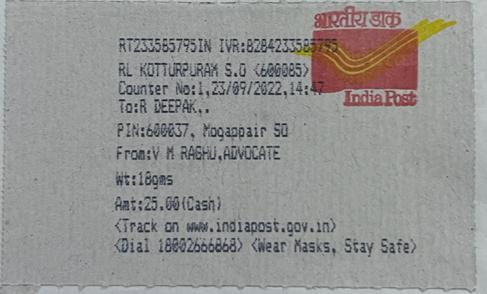 भारतीय डाक
RT233585795IN IVR:8284233585795
RL KOTTURPURAM S.O <600085>
Counter No:1,23/09/2022,14:47
India Post
To:R DEEPAK,.
PIN:600037, Mogappair SO
From:V M RAGHU,ADVOCATE
Wt:18gms
Amt:25.00(Cash)
<Track on www.indiapost.gov.in>
<Dial 18002666868> <Wear Masks, Stay Safe>